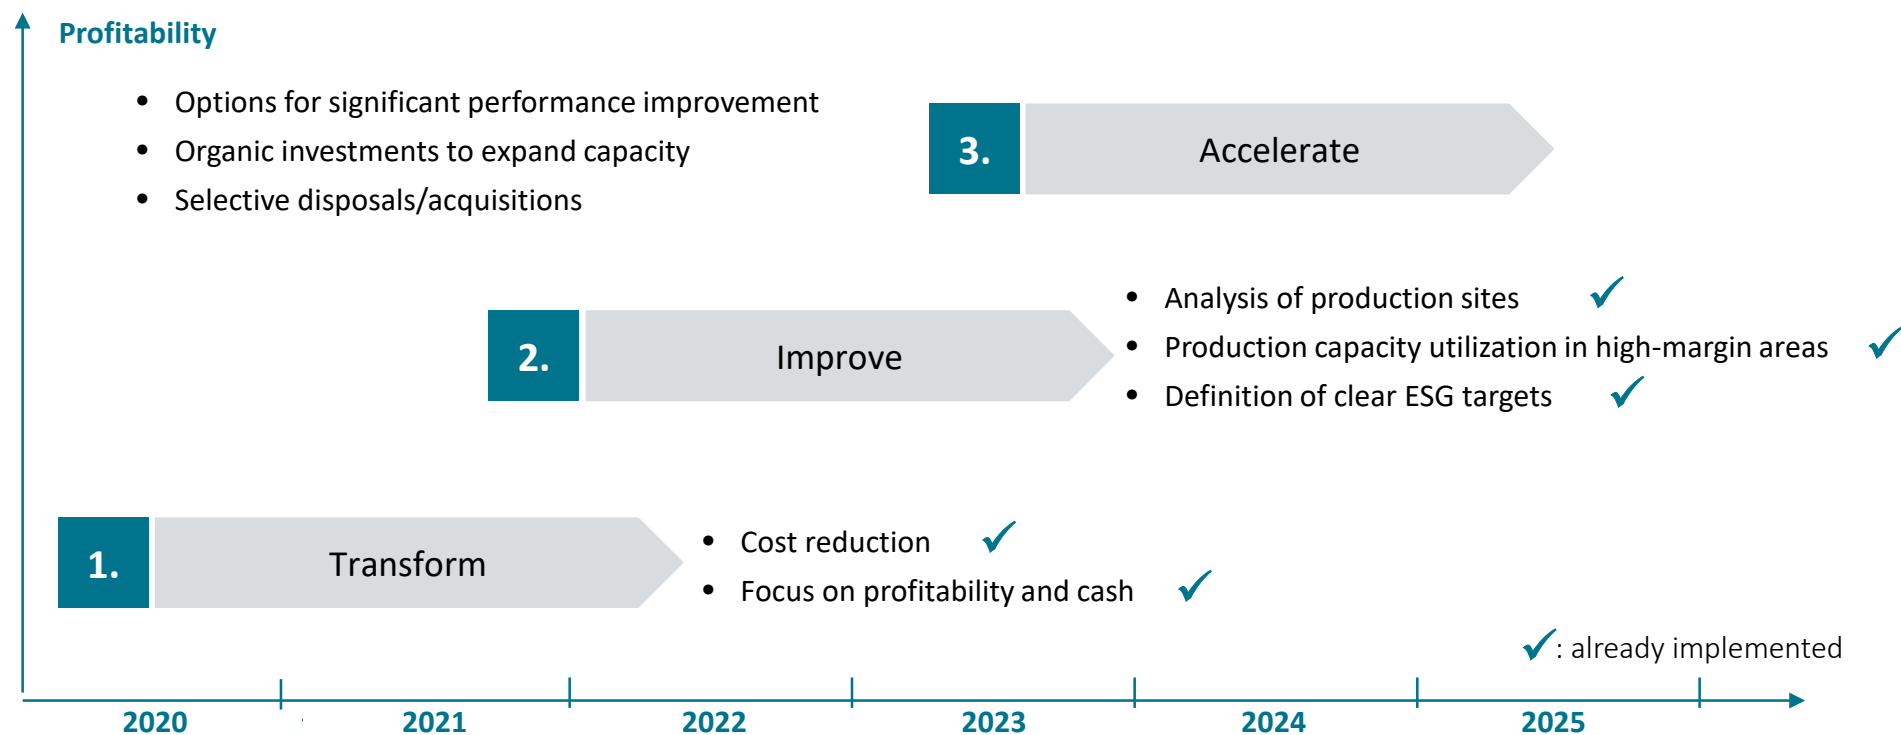 Profitability
• Options for significant performance improvement
• Organic investments to expand capacity
• Selective disposals/acquisitions
3.
Accelerate
2.
Improve
• Analysis of production sites ✓
• Production capacity utilization in high-margin areas ✓
• Definition of clear ESG targets ✓
1.
Transform
• Cost reduction ✓
• Focus on profitability and cash ✓
✓: already implemented
2020 2021 2022 2023 2024 2025